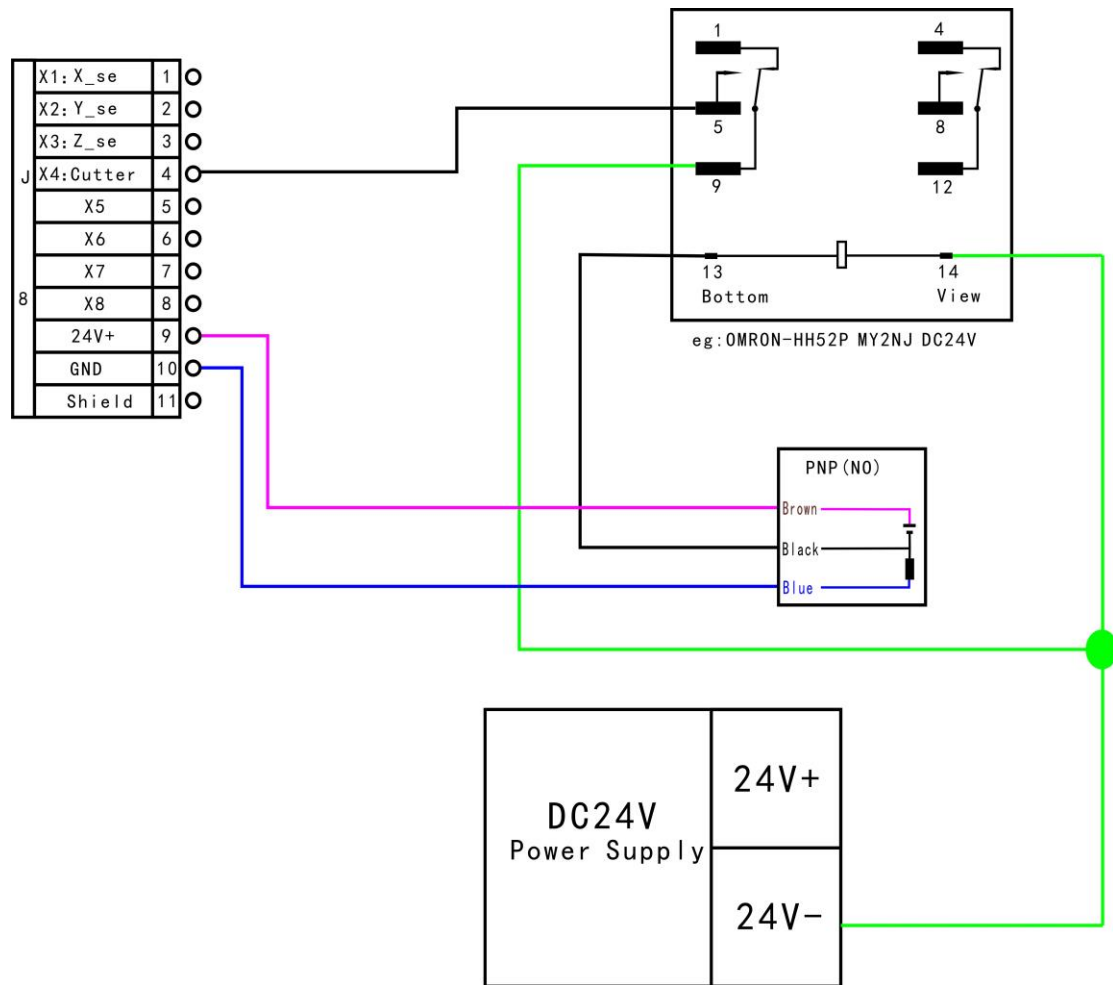 J 8
X1: X_se 1
X2: Y_se 2
X3: Z_se 3
X4:Cutter 4
X5 5
X6 6
X7 7
X8 8
24V+ 9
GND 10
Shield 11
1 4
5 8
9 12
13 14
Bottom View
eg:OMRON-HH52P MY2NJ DC24V
PNP(NO)
Brown
Black
Blue
DC24V
Power Supply
24V+
24V-